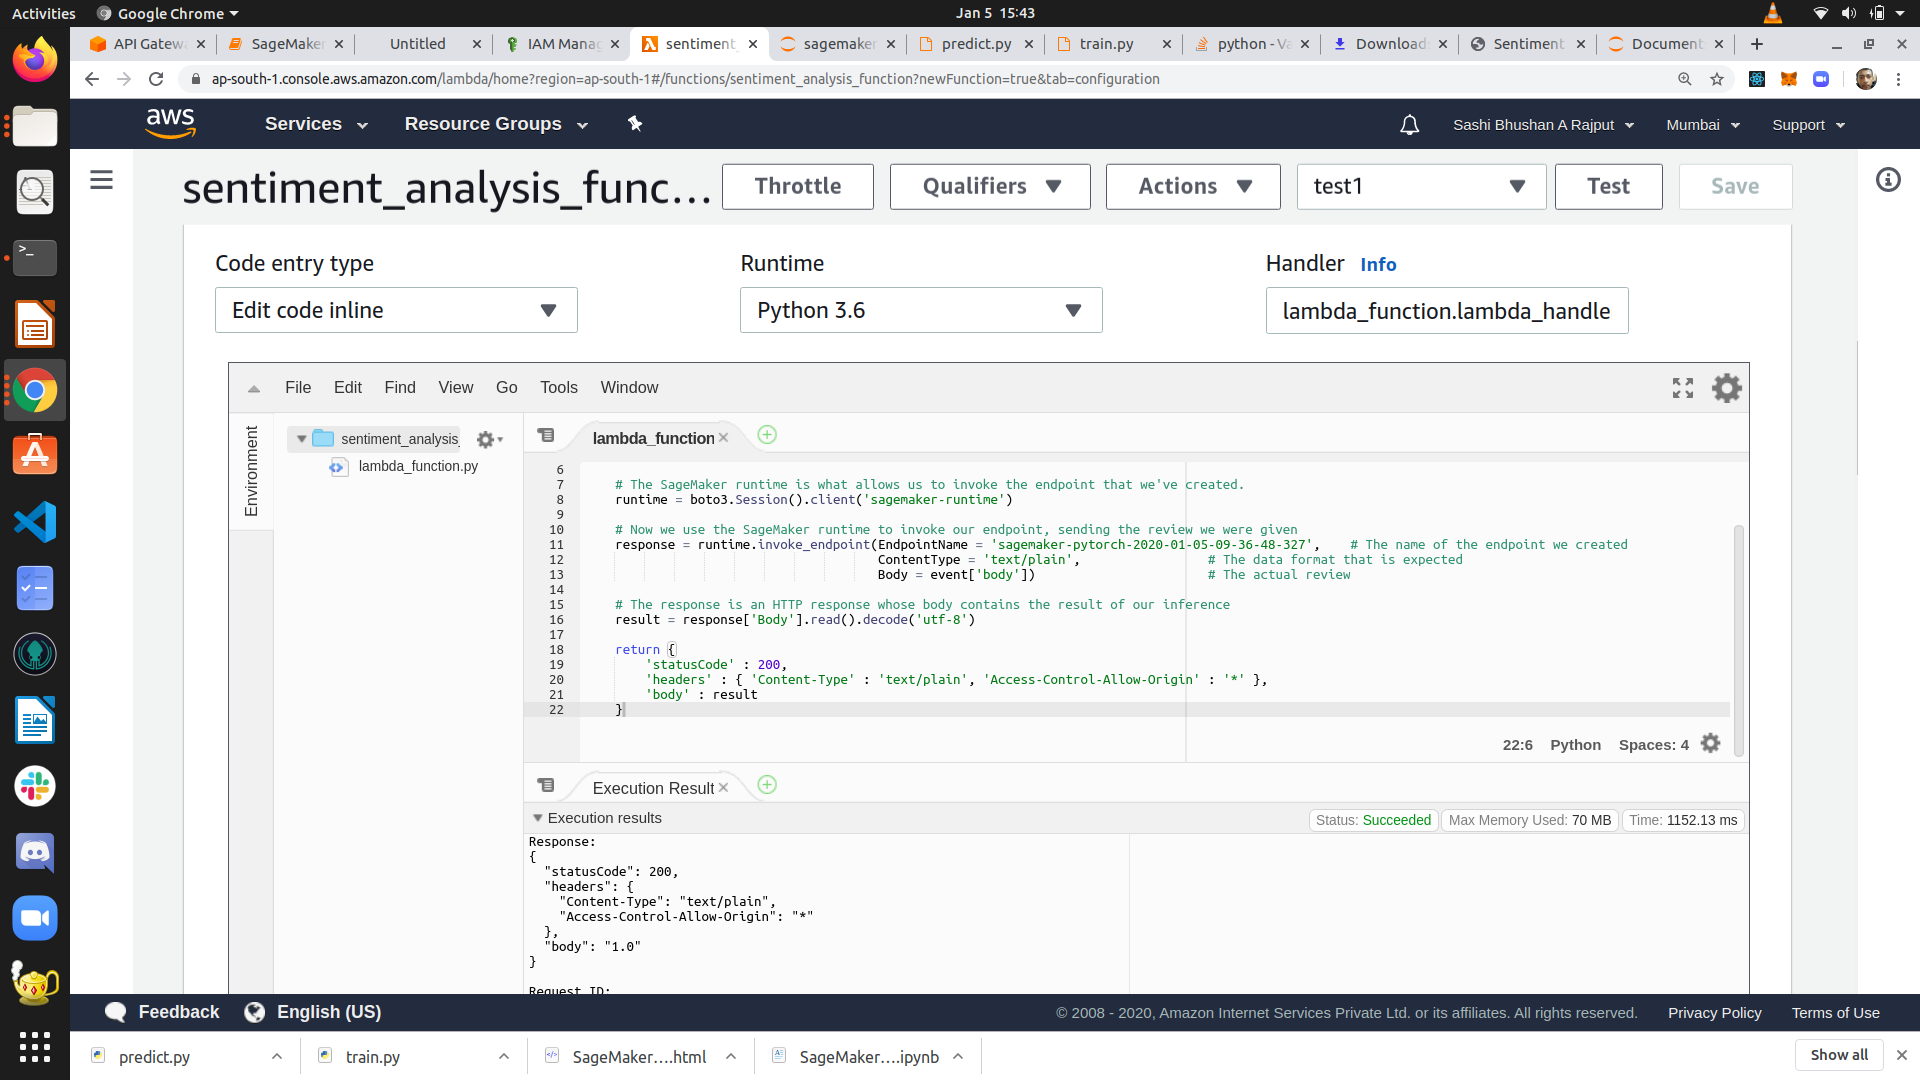 Activities
Google Chrome
Jan 5 15:43
API Gatew
SageMaker
Untitled
IAM Manag
sentiment_
sagemaker
predict.py
train.py
python - Va
Download
Sentiment
Document
ap-south-1.console.aws.amazon.com/lambda/home?region=ap-south-1#/functions/sentiment_analysis_function?newFunction=true&tab=configuration
aws
Services
Resource Groups
Sashi Bhushan A Rajput
Mumbai
Support
sentiment_analysis_func...
Throttle
Qualifiers
Actions
test1
Test
Save
Code entry type
Runtime
Handler Info
Edit code inline
Python 3.6
lambda_function.lambda_handle
File Edit Find View Go Tools Window
Environment
sentiment_analysis_
lambda_function.py
lambda_function
6
7 # The SageMaker runtime is what allows us to invoke the endpoint that we've created.
8 runtime = boto3.Session().client('sagemaker-runtime')
9
10 # Now we use the SageMaker runtime to invoke our endpoint, sending the review we were given
11 response = runtime.invoke_endpoint(EndpointName = 'sagemaker-pytorch-2020-01-05-09-36-48-327', # The name of the endpoint we created
12 ContentType = 'text/plain', # The data format that is expected
13 Body = event['body']) # The actual review
14
15 # The response is an HTTP response whose body contains the result of our inference
16 result = response['Body'].read().decode('utf-8')
17
18 return {
19 'statusCode' : 200,
20 'headers' : { 'Content-Type' : 'text/plain', 'Access-Control-Allow-Origin' : '*' },
21 'body' : result
22 }
22:6 Python Spaces: 4
Execution Result
Execution results
Status: Succeeded
Max Memory Used: 70 MB
Time: 1152.13 ms
Response:
{
"statusCode": 200,
"headers": {
"Content-Type": "text/plain",
"Access-Control-Allow-Origin": "*"
},
"body": "1.0"
}
Request ID:
Feedback
English (US)
© 2008 - 2020, Amazon Internet Services Private Ltd. or its affiliates. All rights reserved.
Privacy Policy
Terms of Use
predict.py
train.py
SageMaker....html
SageMaker....ipynb
Show all